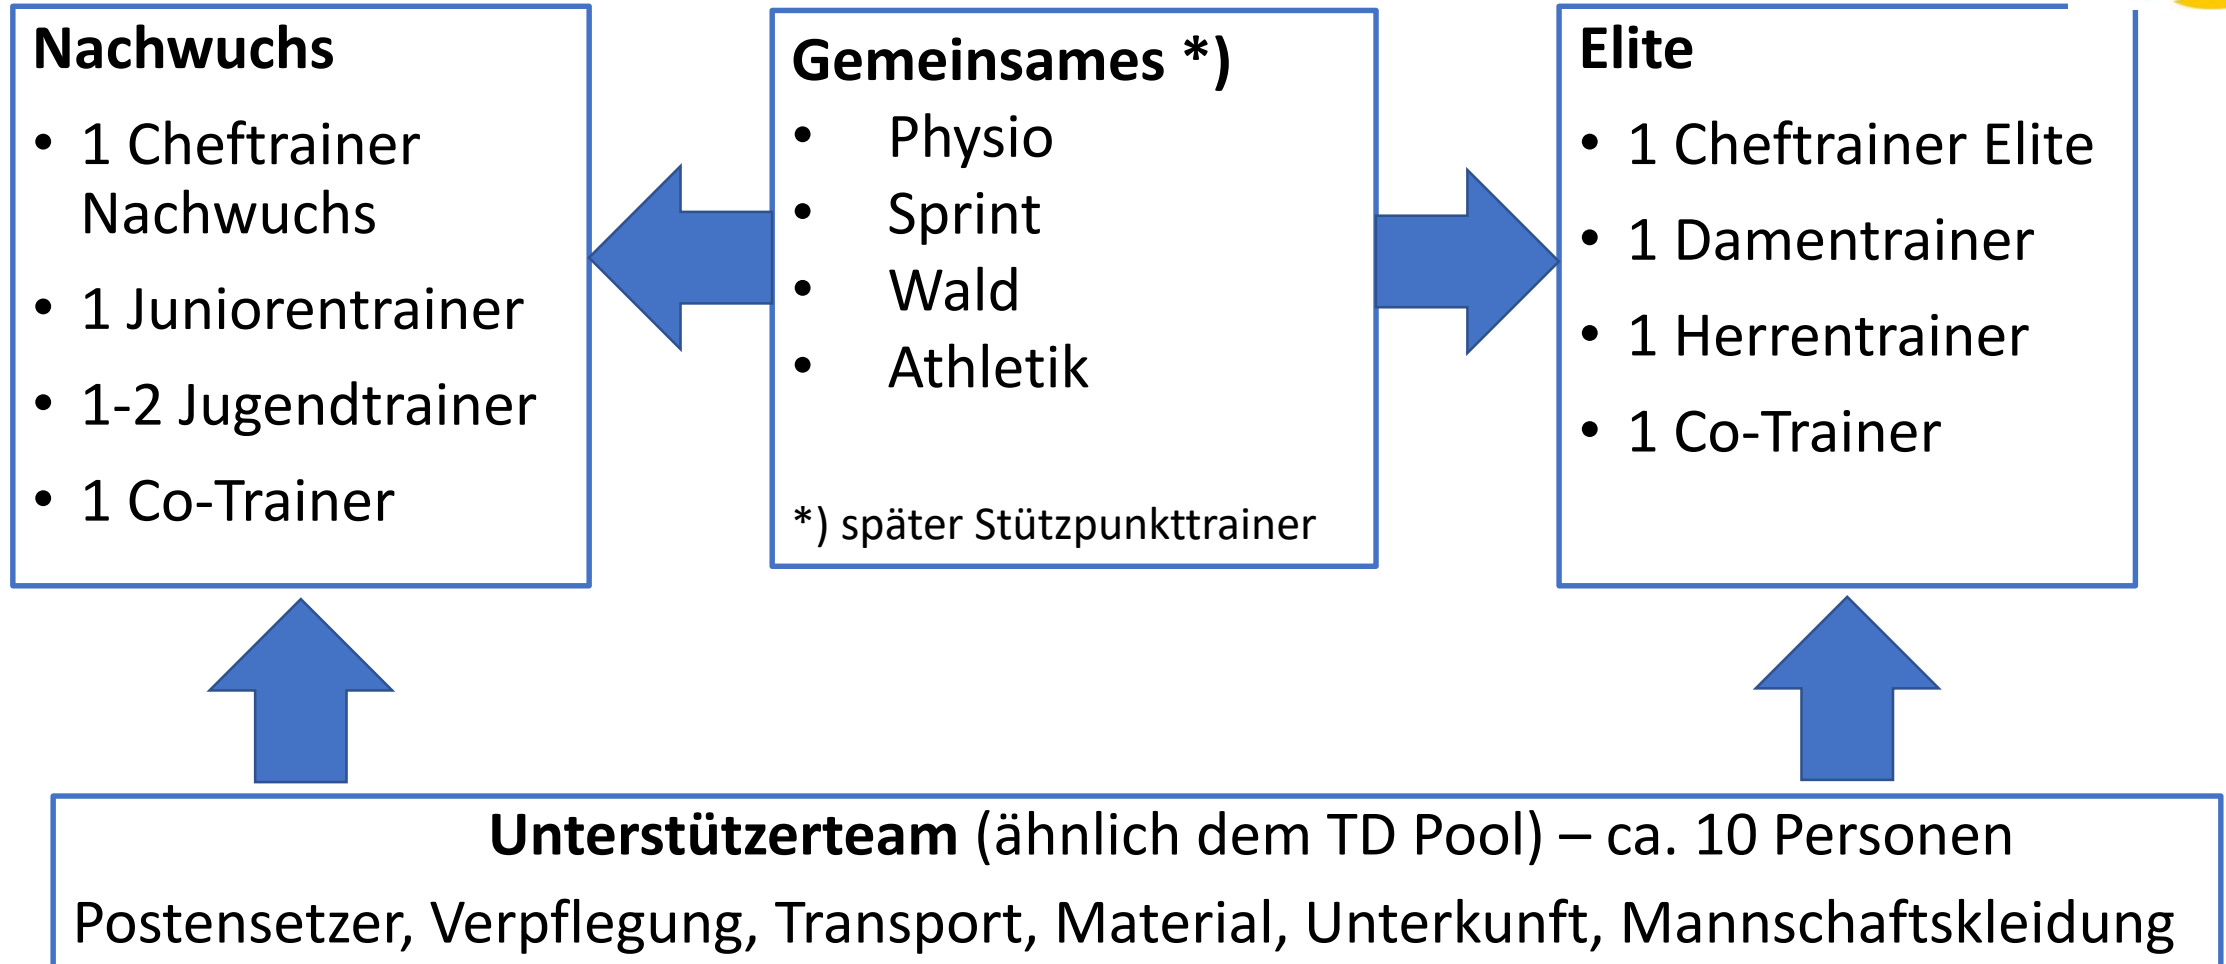 Nachwuchs
• 1 Cheftrainer
Nachwuchs
• 1 Juniorentrainer
• 1-2 Jugendtrainer
• 1 Co-Trainer
Gemeinsames *)
• Physio
• Sprint
• Wald
• Athletik
*) später Stützpunkttrainer
Elite
• 1 Cheftrainer Elite
• 1 Damentrainer
• 1 Herrentrainer
• 1 Co-Trainer
Unterstützerteam (ähnlich dem TD Pool) – ca. 10 Personen
Postensetzer, Verpflegung, Transport, Material, Unterkunft, Mannschaftskleidung